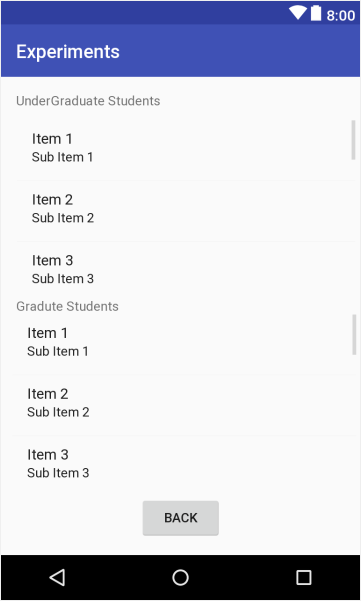 8:00
Experiments
UnderGraduate Students
Item 1
Sub Item 1
Item 2
Sub Item 2
Item 3
Sub Item 3
Gradute Students
Item 1
Sub Item 1
Item 2
Sub Item 2
Item 3
Sub Item 3
BACK